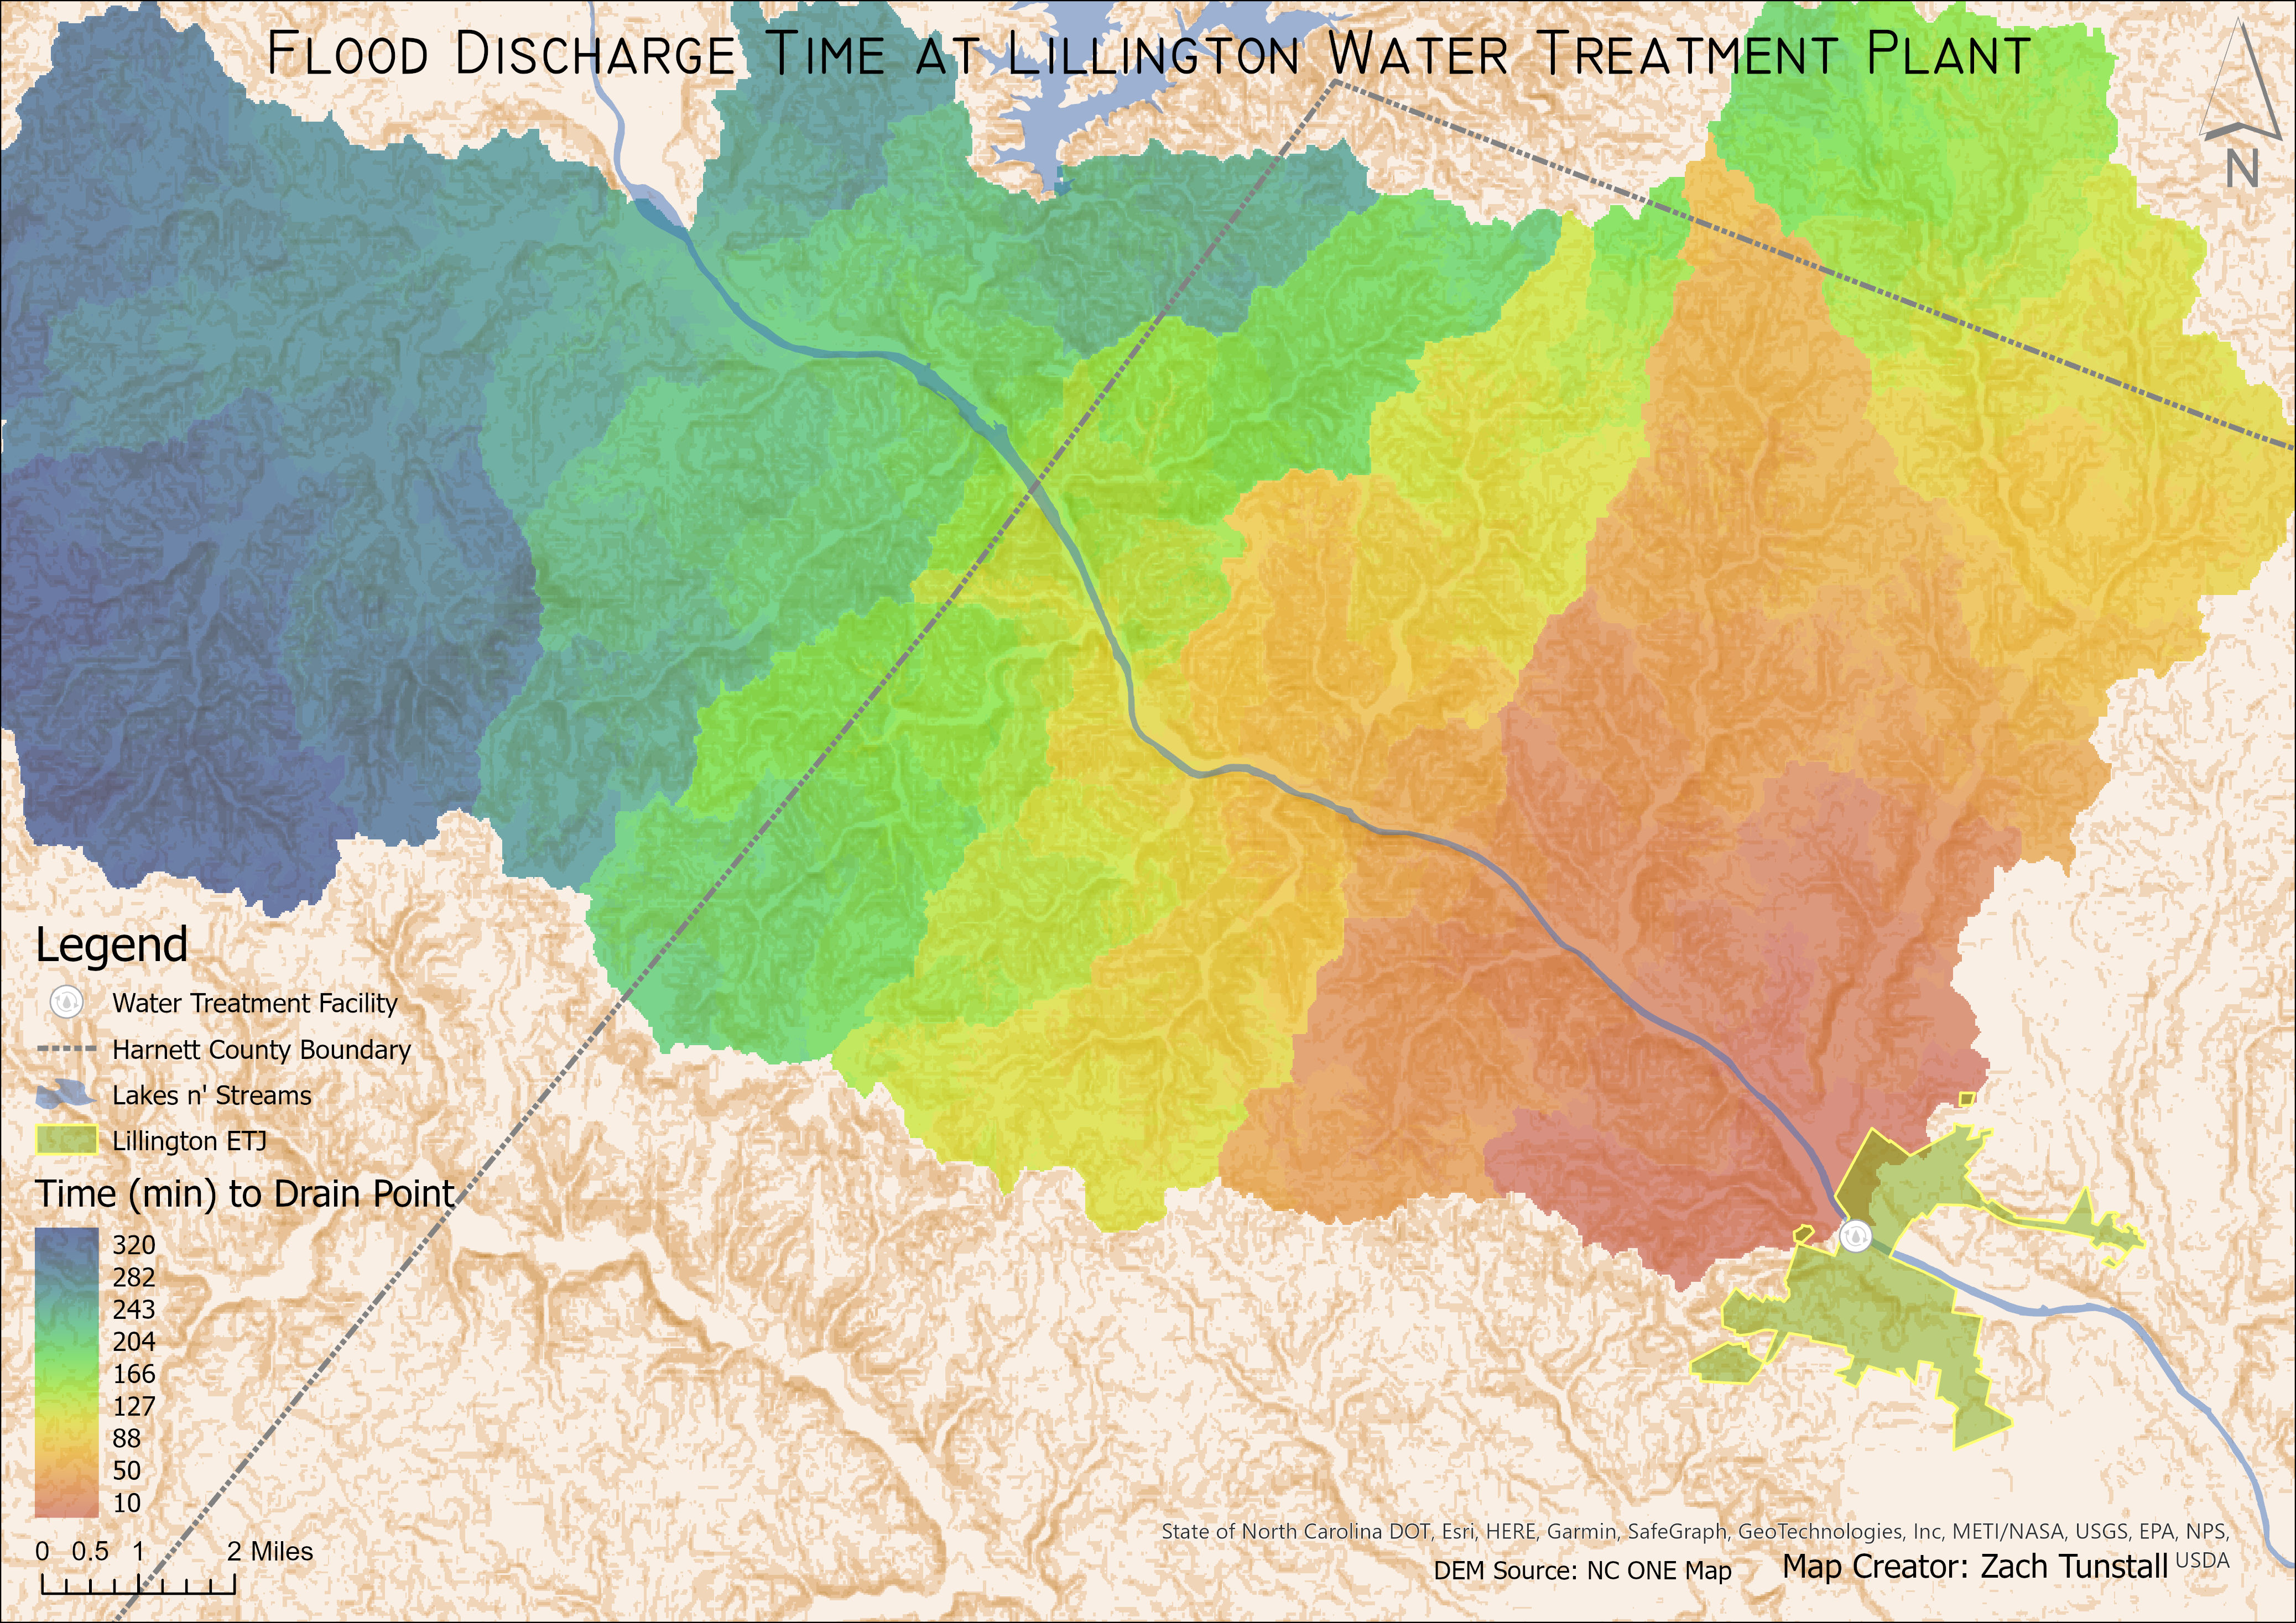 FLOOD DISCHARGE TIME AT LILLINGTON WATER TREATMENT PLANT
N
Legend
Water Treatment Facility
Harnett County Boundary
Lakes n' Streams
Lillington ETJ
Time (min) to Drain Point
320
282
243
204
166
127
88
50
10
0 0.5 1 2 Miles
State of North Carolina DOT, Esri, HERE, Garmin, SafeGraph, GeoTechnologies, Inc, METI/NASA, USGS, EPA, NPS,
USDA
DEM Source: NC ONE Map
Map Creator: Zach Tunstall